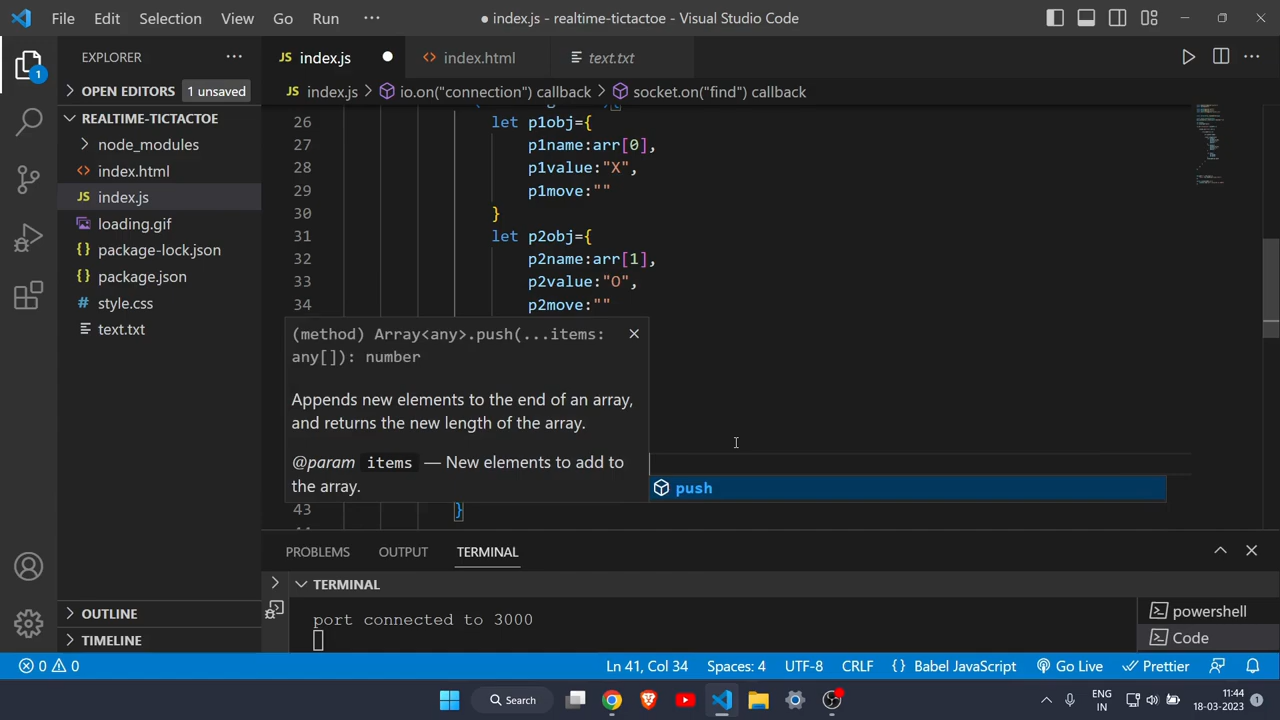 File Edit Selection View Go Run ··· ● index.js - realtime-tictactoe - Visual Studio Code
EXPLORER ···
JS index.js ● <> index.html text.txt
OPEN EDITORS 1 unsaved
JS index.js > io.on("connection") callback > socket.on("find") callback
REALTIME-TICTACTOE
node_modules
index.html
JS index.js
loading.gif
{} package-lock.json
{} package.json
# style.css
text.txt
OUTLINE
TIMELINE
26 let p1obj={
27 p1name:arr[0],
28 p1value:"X",
29 p1move:""
30 }
31 let p2obj={
32 p2name:arr[1],
33 p2value:"O",
34 p2move:""
(method) Array<any>.push(...items:
any[]): number
Appends new elements to the end of an array,
and returns the new length of the array.
@param items — New elements to add to
the array.
push
43 }
PROBLEMS OUTPUT TERMINAL
TERMINAL
port connected to 3000
powershell
Code
1
0 0 Ln 41, Col 34 Spaces: 4 UTF-8 CRLF {} Babel JavaScript Go Live Prettier
Search
ENG
IN
11:44
18-03-2023
1